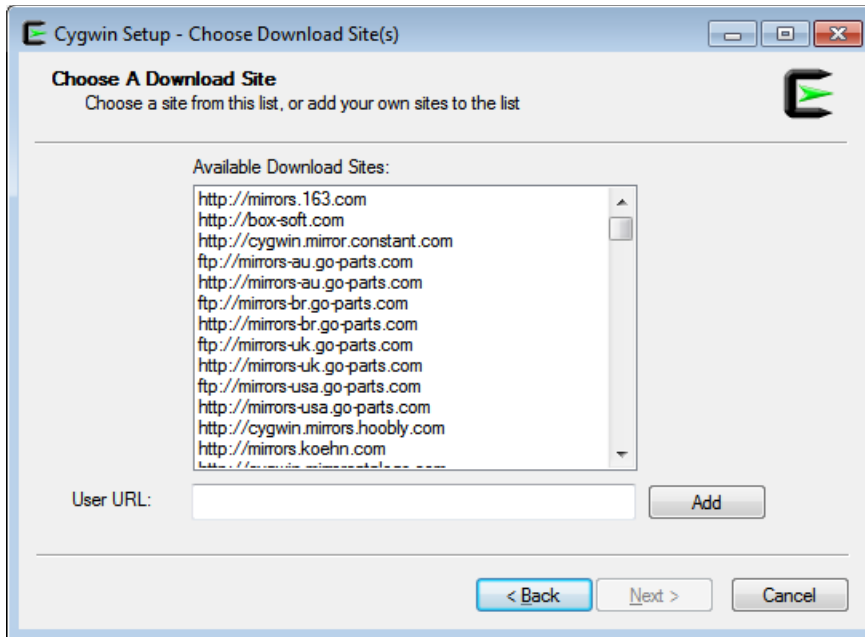 Cygwin Setup - Choose Download Site(s)
Choose A Download Site
Choose a site from this list, or add your own sites to the list
Available Download Sites:
http://mirrors.163.com
http://box-soft.com
http://cygwin.mirror.constant.com
ftp://mirrors-au.go-parts.com
http://mirrors-au.go-parts.com
ftp://mirrors-br.go-parts.com
http://mirrors-br.go-parts.com
ftp://mirrors-uk.go-parts.com
http://mirrors-uk.go-parts.com
ftp://mirrors-usa.go-parts.com
http://mirrors-usa.go-parts.com
http://cygwin.mirrors.hoobly.com
http://mirrors.koehn.com
User URL:
Add
< Back
Next >
Cancel